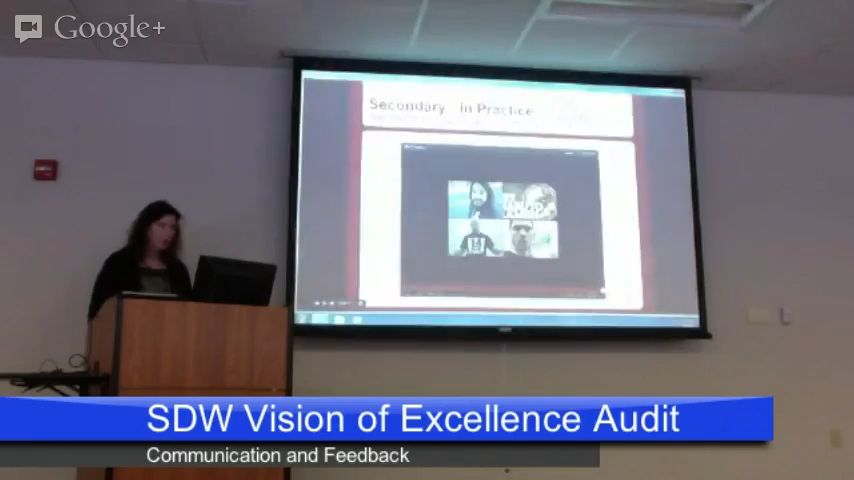 Google+
Secondary in Practice
SDW Vision of Excellence Audit
Communication and Feedback